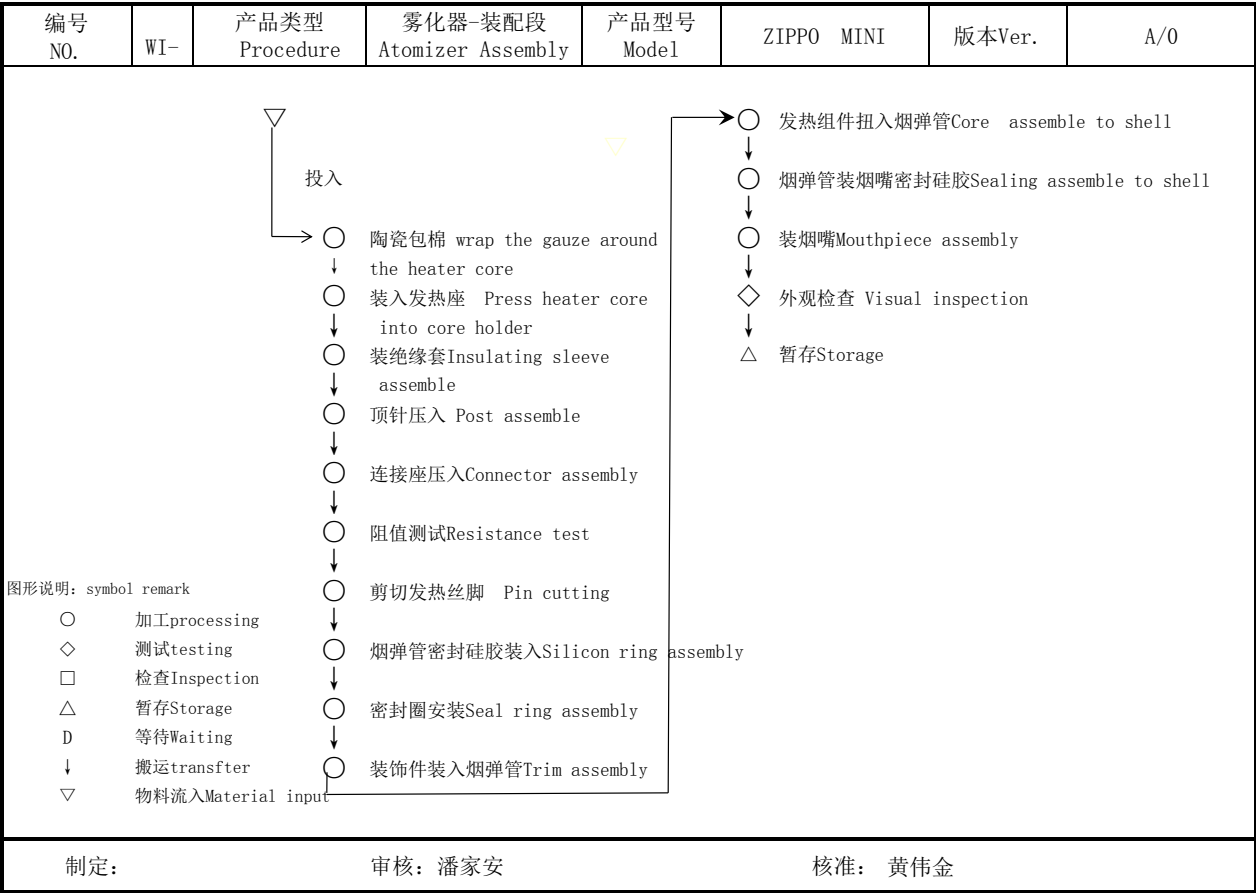 编号 产品类型 雾化器-装配段 产品型号 ZIPPO MINI 版本Ver. A/0
NO. WI- Procedure Atomizer Assembly Model
投入
陶瓷包棉 wrap the gauze around
the heater core
装入发热座 Press heater core
into core holder
装绝缘套Insulating sleeve
assemble
顶针压入 Post assemble
连接座压入Connector assembly
阻值测试Resistance test
剪切发热丝脚 Pin cutting
烟弹管密封硅胶装入Silicon ring assembly
密封圈安装Seal ring assembly
装饰件装入烟弹管Trim assembly
发热组件扭入烟弹管Core assemble to shell
烟弹管装烟嘴密封硅胶Sealing assemble to shell
装烟嘴Mouthpiece assembly
外观检查 Visual inspection
暂存Storage
图形说明: symbol remark
○ 加工processing
◇ 测试testing
□ 检查Inspection
△ 暂存Storage
D 等待Waiting
↓ 搬运transfter
▽ 物料流入Material input
制定: 审核: 潘家安 核准: 黄伟金